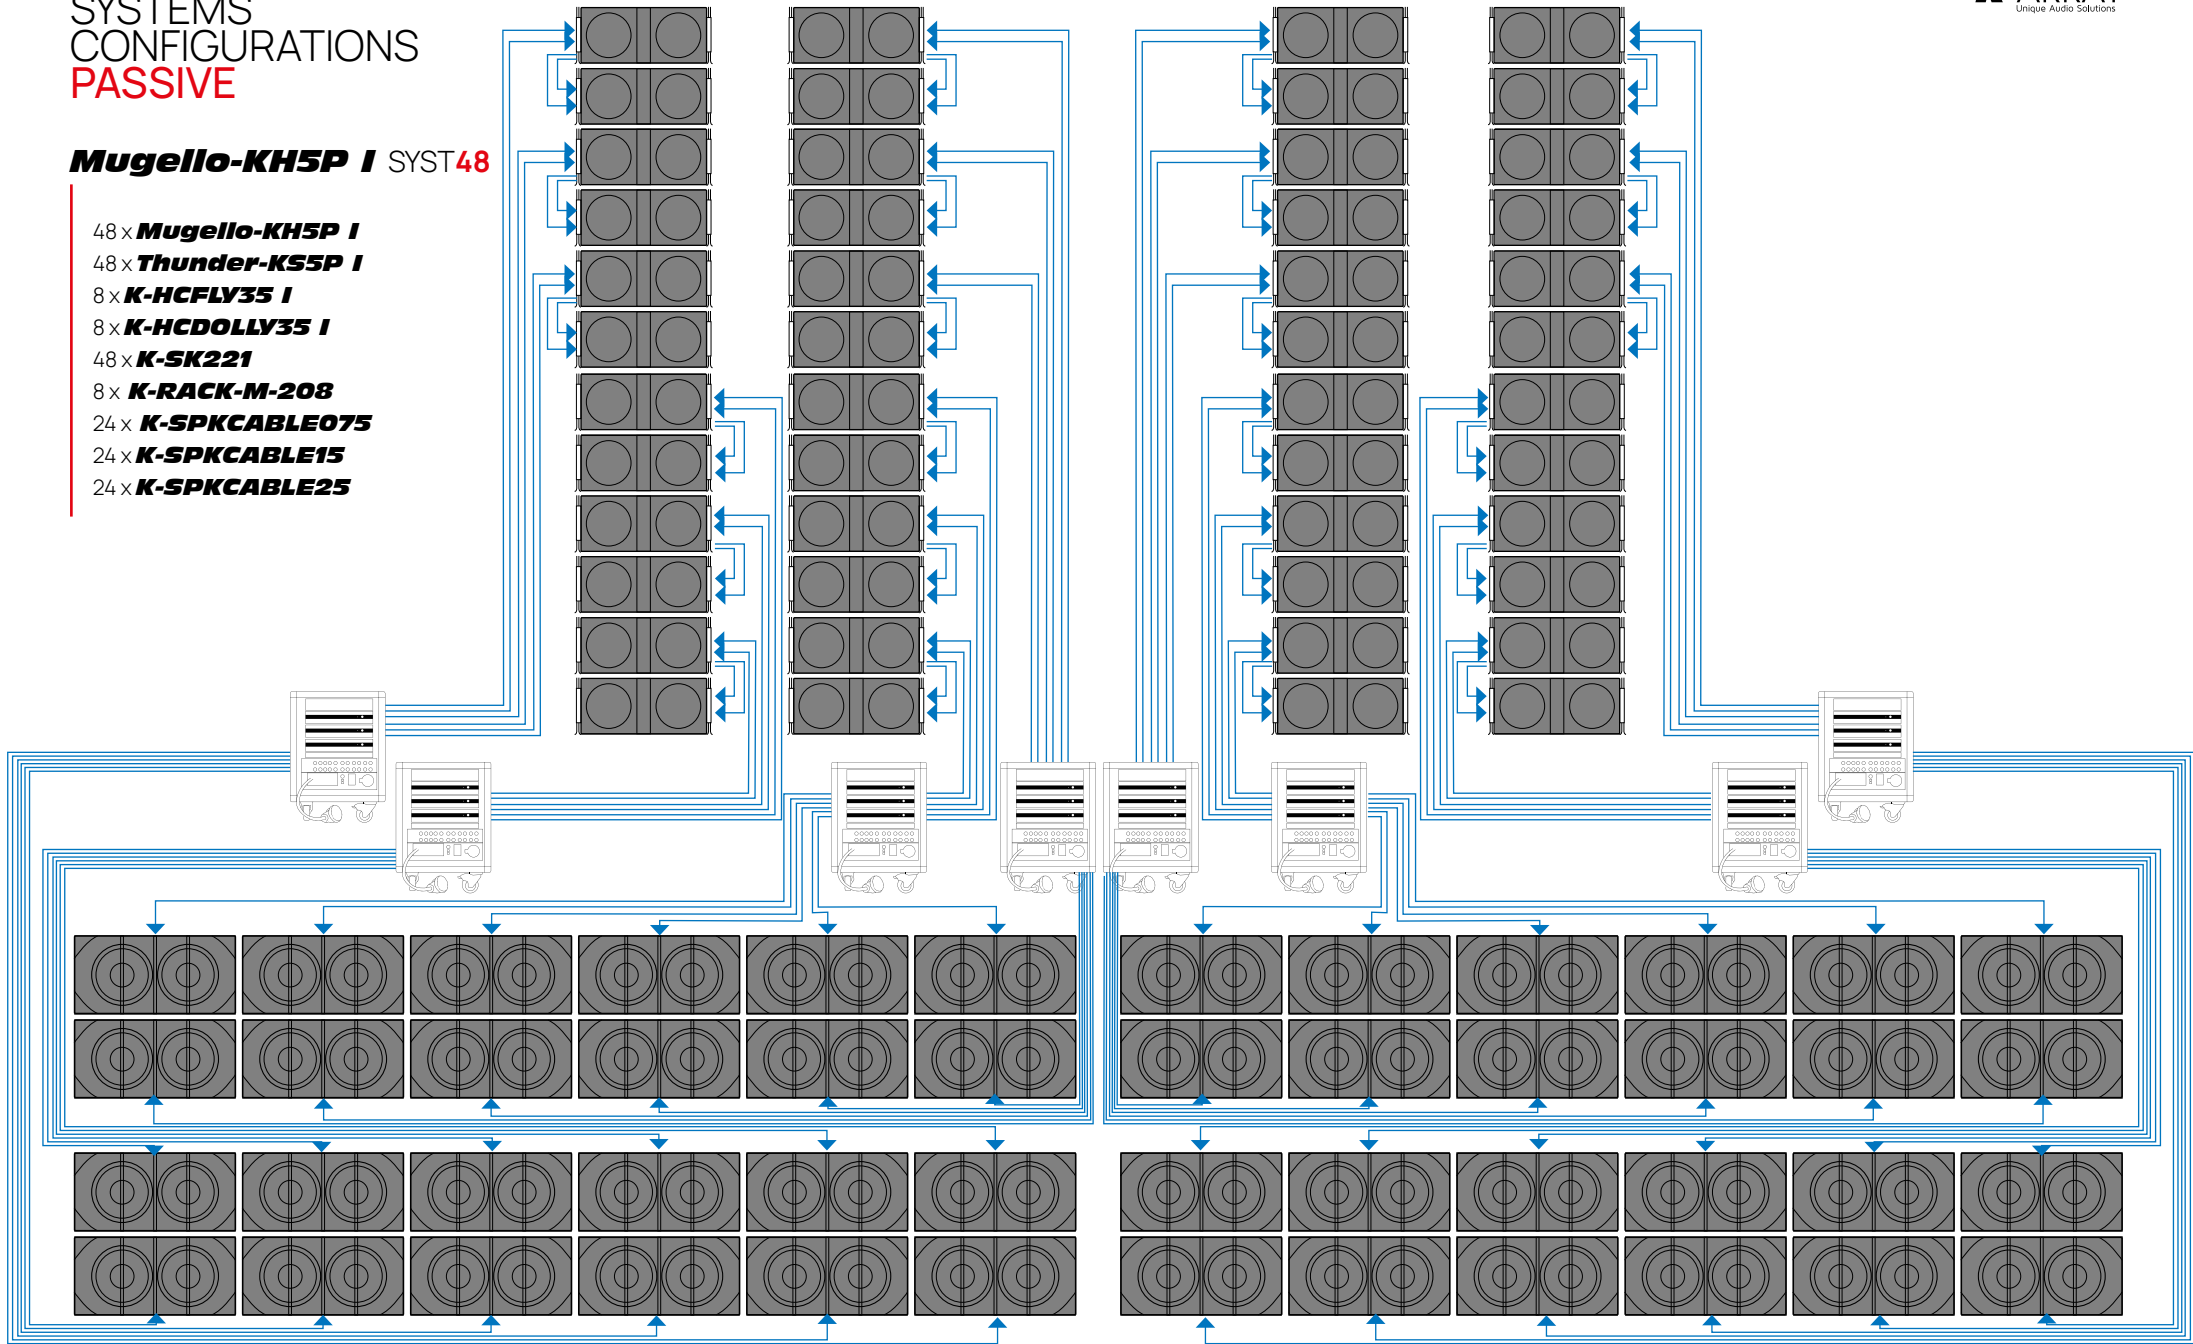 SYSTEMS
CONFIGURATIONS
PASSIVE
Mugello-KH5P I SYST48
48 x Mugello-KH5P I
48 x Thunder-KS5P I
8 x K-HCFLY35 I
8 x K-HCDOLLY35 I
48 x K-SK221
8 x K-RACK-M-208
24 x K-SPKCABLE075
24 x K-SPKCABLE15
24 x K-SPKCABLE25
Unique Audio Solutions